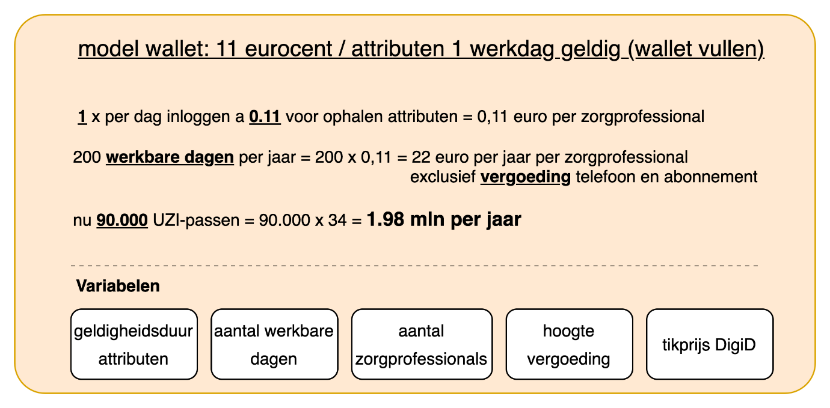 model wallet: 11 eurocent / attributen 1 werkdag geldig (wallet vullen)
1 x per dag inloggen a 0.11 voor ophalen attributen = 0,11 euro per zorgprofessional
200 werkbare dagen per jaar = 200 x 0,11 = 22 euro per jaar per zorgprofessional
exclusief vergoeding telefoon en abonnement
nu 90.000 UZI-passen = 90.000 x 34 = 1.98 mln per jaar
Variabelen
geldigheidsduur
attributen
aantal werkbare
dagen
aantal
zorgprofessionals
hoogte
vergoeding
tikprijs DigiD